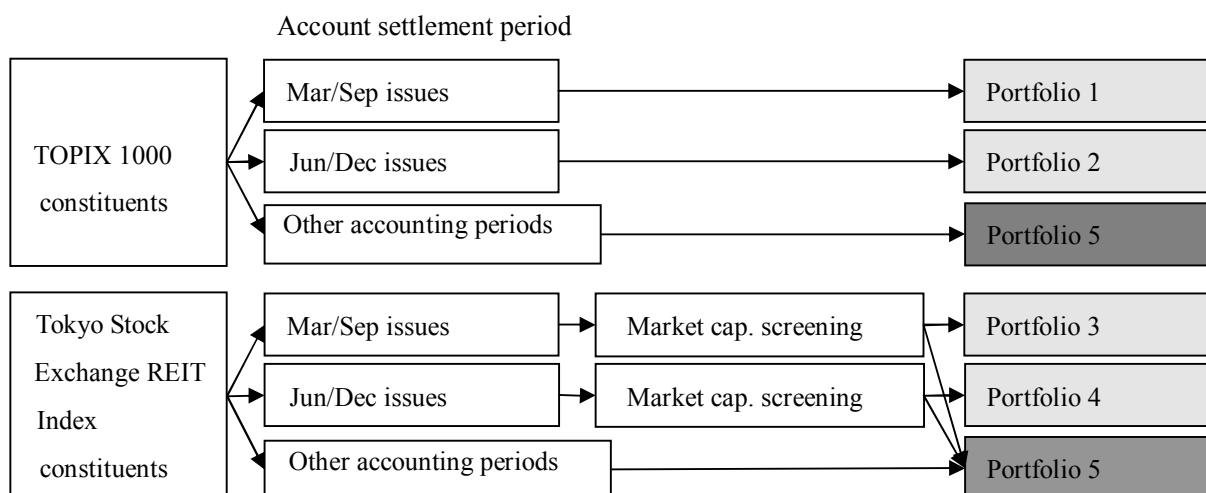 Account settlement period
TOPIX 1000
constituents
Mar/Sep issues
Portfolio 1
Jun/Dec issues
Portfolio 2
Other accounting periods
Portfolio 5
Tokyo Stock
Exchange REIT
Index
constituents
Mar/Sep issues
Market cap. screening
Portfolio 3
Jun/Dec issues
Market cap. screening
Portfolio 4
Other accounting periods
Portfolio 5